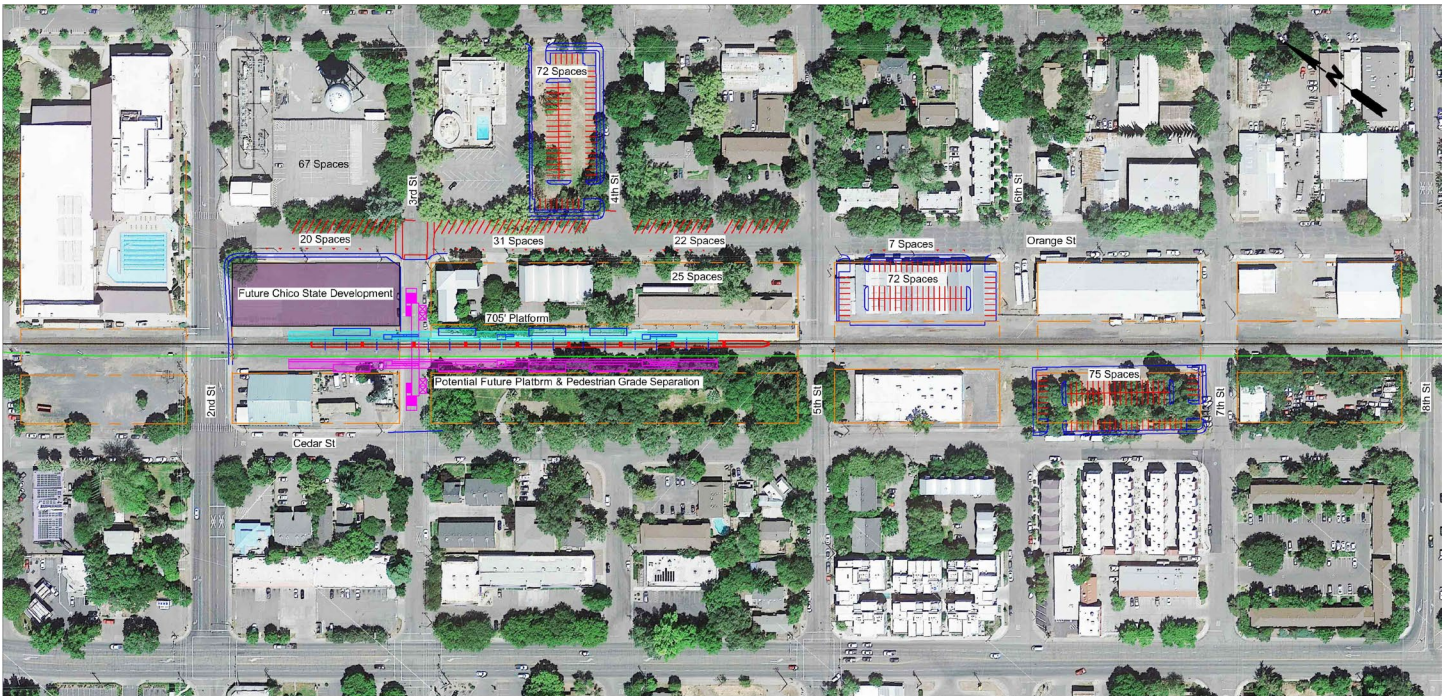 72 Spaces
N
67 Spaces
3rd St
4th St
6th St
20 Spaces
31 Spaces
22 Spaces
7 Spaces
Orange St
25 Spaces
72 Spaces
Future Chico State Development
705' Platform
Potential Future Platbrm & Pedestrian Grade Separation
75 Spaces
2nd St
5th St
7th St
8th St
Cedar St